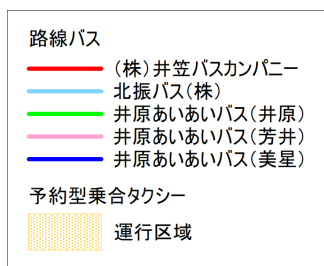 路線バス
(株)井笠バスカンパニー
北振バス(株)
井原あいあいバス(井原)
井原あいあいバス(芳井)
井原あいあいバス(美星)
予約型乗合タクシー
運行区域